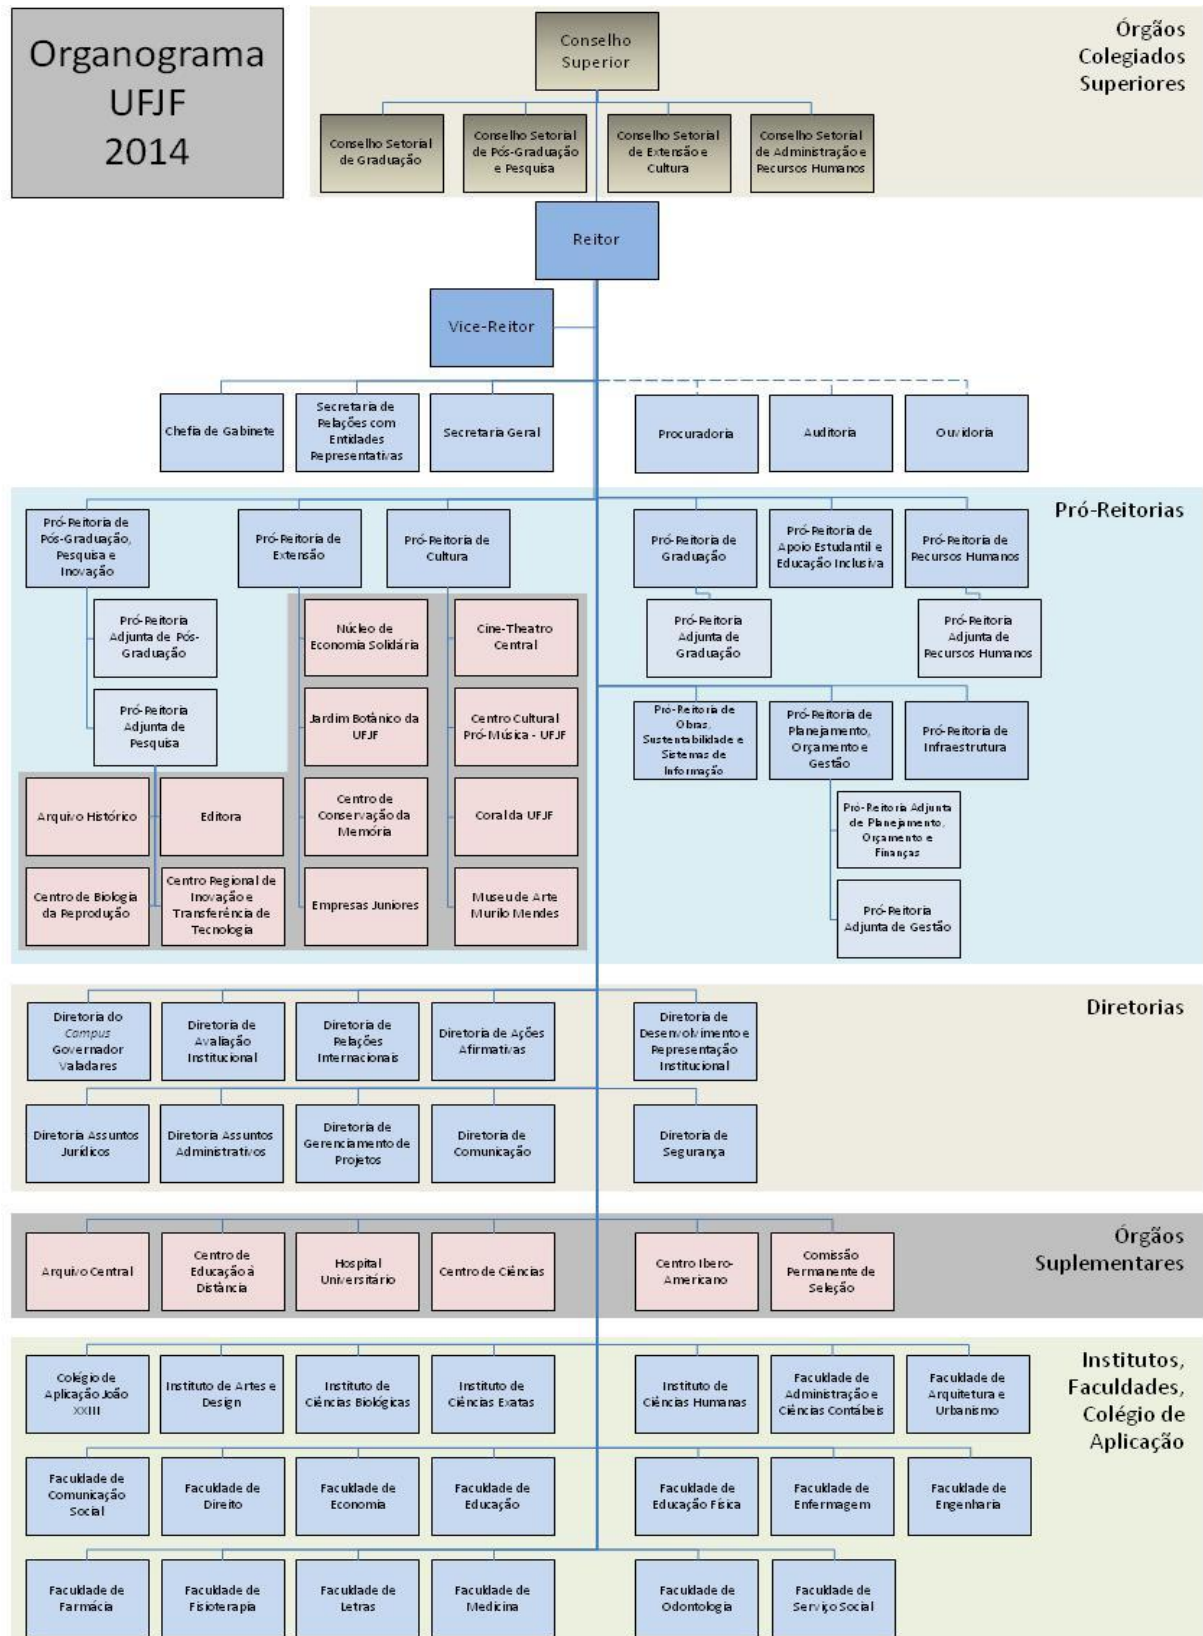 Organograma
UFJF
2014
Órgãos
Colegiados
Superiores
Conselho
Superior
Conselho Setorial
de Graduação
Conselho Setorial
de Pós-Graduação
e Pesquisa
Conselho Setorial
de Extensão e
Cultura
Conselho Setorial
de Administração e
Recursos Humanos
Reitor
Vice-Reitor
Chefia de Gabinete
Secretaria de
Relações com
Entidades
Representativas
Secretaria Geral
Procuradoria
Auditoria
Ouvidoria
Pró-Reitorias
Pró-Reitoria de
Pós-Graduação,
Pesquisa e
Inovação
Pró-Reitoria de
Extensão
Pró-Reitoria de
Cultura
Pró-Reitoria de
Graduação
Pró-Reitoria de
Apoio Estudantil e
Educação Inclusiva
Pró-Reitoria de
Recursos Humanos
Pró-Reitoria
Adjunta de Pós-
Graduação
Núcleo de
Economia Solidária
Cine-Theatro
Central
Pró-Reitoria
Adjunta de
Graduação
Pró-Reitoria
Adjunta de
Recursos Humanos
Pró-Reitoria
Adjunta de
Pesquisa
Jardim Botânico da
UFJF
Centro Cultural
Pró-Música - UFJF
Pró-Reitoria de
Obras,
Sustentabilidade e
Sistemas de
Informação
Pró-Reitoria de
Planejamento,
Orçamento e
Gestão
Pró-Reitoria de
Infraestrutura
Arquivo Histórico
Editora
Centro de
Conservação da
Memória
Coral da UFJF
Pró-Reitoria Adjunta
de Planejamento,
Orçamento e
Finanças
Centro de Biologia
da Reprodução
Centro Regional de
Inovação e
Transferência de
Tecnologia
Empresas Juniores
Museu de Arte
Murilo Mendes
Pró-Reitoria
Adjunta de Gestão
Diretorias
Diretoria do
Campus
Governador
Valadares
Diretoria de
Avaliação
Institucional
Diretoria de
Relações
Internacionais
Diretoria de Ações
Afirmativas
Diretoria de
Desenvolvimento e
Representação
Institucional
Diretoria Assuntos
Jurídicos
Diretoria Assuntos
Administrativos
Diretoria de
Gerenciamento de
Projetos
Diretoria de
Comunicação
Diretoria de
Segurança
Órgãos
Suplementares
Arquivo Central
Centro de
Educação à
Distância
Hospital
Universitário
Centro de Ciências
Centro Ibero-
Americano
Comissão
Permanente de
Seleção
Institutos,
Faculdades,
Colégio de
Aplicação
Colégio de
Aplicação João
XXIII
Instituto de Artes e
Design
Instituto de
Ciências Biológicas
Instituto de
Ciências Exatas
Instituto de
Ciências Humanas
Faculdade de
Administração e
Ciências Contábeis
Faculdade de
Arquitetura e
Urbanismo
Faculdade de
Comunicação
Social
Faculdade de
Direito
Faculdade de
Economia
Faculdade de
Educação
Faculdade de
Educação Física
Faculdade de
Enfermagem
Faculdade de
Engenharia
Faculdade de
Farmácia
Faculdade de
Fisioterapia
Faculdade de
Letras
Faculdade de
Medicina
Faculdade de
Odontologia
Faculdade de
Serviço Social